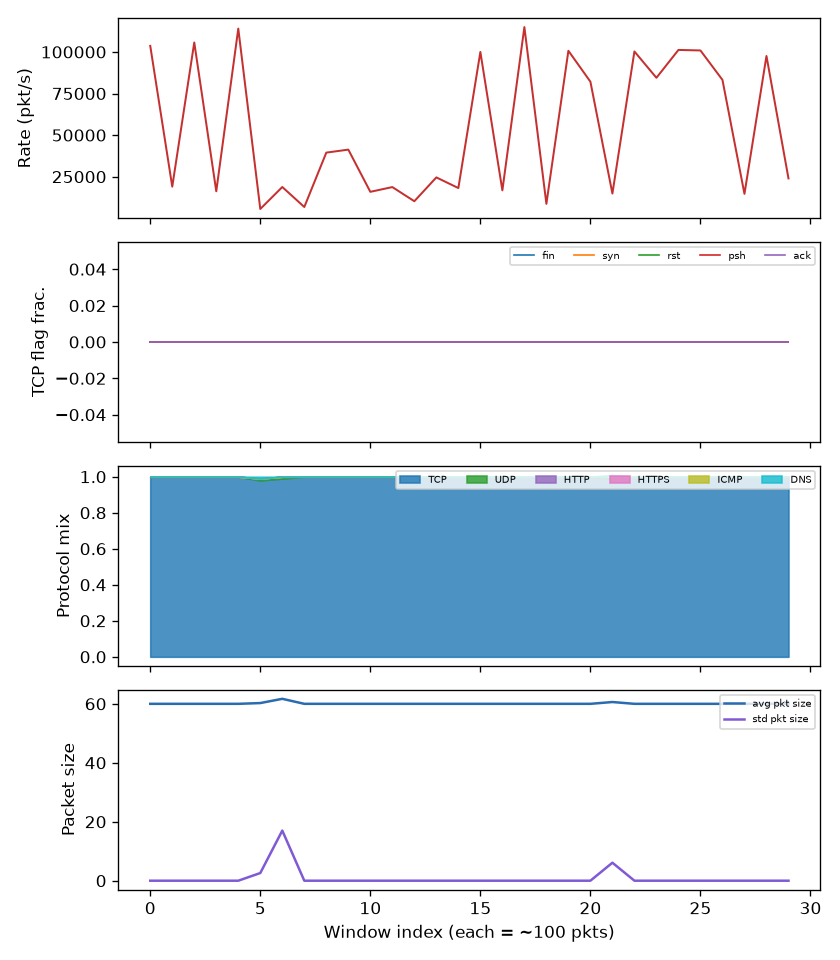 100000
75000
50000
25000
Rate (pkt/s)
fin syn rst psh ack
0.04
0.02
0.00
−0.02
−0.04
TCP flag frac.
TCP UDP HTTP HTTPS ICMP DNS
1.0
0.8
0.6
0.4
0.2
0.0
Protocol mix
avg pkt size
std pkt size
60
40
20
0
Packet size
0 5 10 15 20 25 30
Window index (each = ~100 pkts)